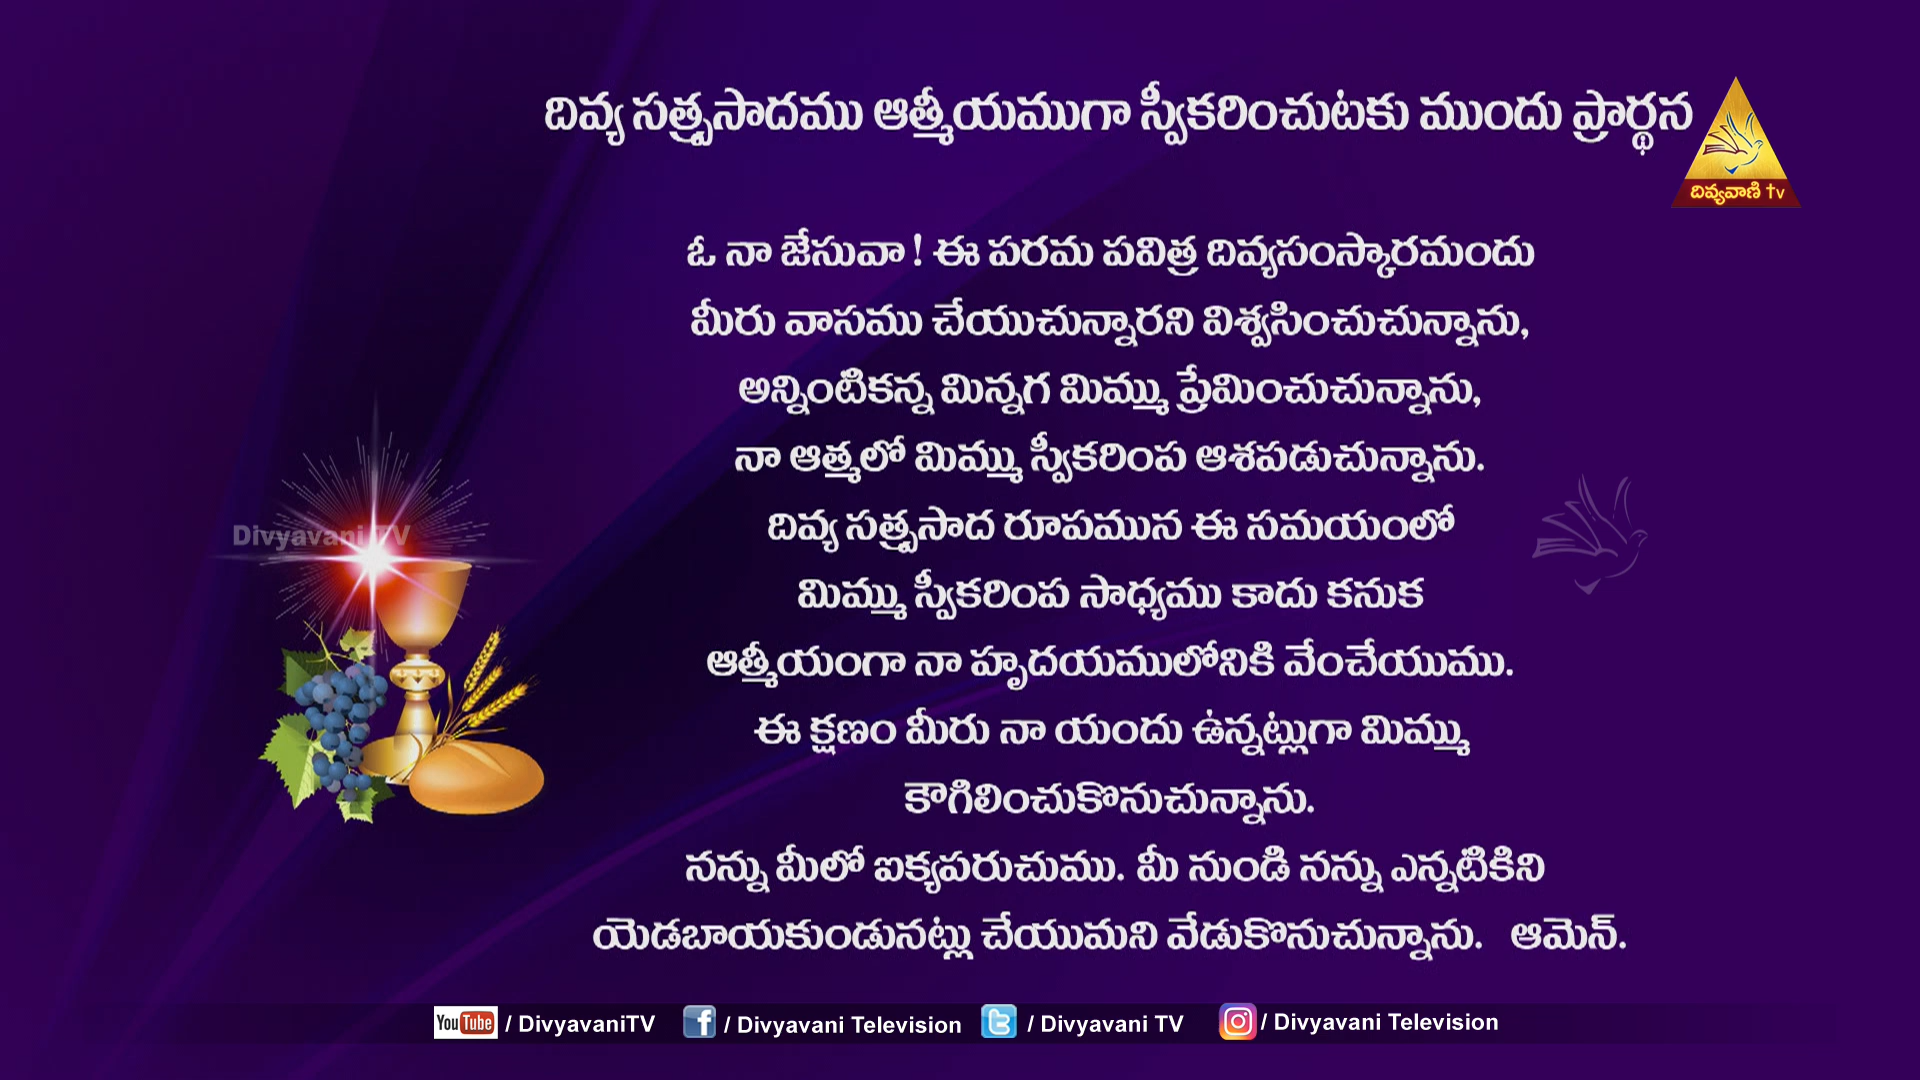 దివ్య సత్ప్రసాదము ఆత్మీయముగా స్వీకరించుటకు ముందు ప్రార్థన
దివ్యవాణి tv
ఓ నా జేసువా ! ఈ పరమ పవిత్ర దివ్యసంస్కారమందు
మీరు వాసము చేయుచున్నారని విశ్వసించుచున్నాను,
అన్నింటికన్న మిన్నగ మిమ్ము ప్రేమించుచున్నాను,
నా ఆత్మలో మిమ్ము స్వీకరింప ఆశపడుచున్నాను.
దివ్య సత్ప్రసాద రూపమున ఈ సమయంలో
Divyavani TV
మిమ్ము స్వీకరింప సాధ్యము కాదు కనుక
ఆత్మీయంగా నా హృదయములోనికి వేంచేయుము.
ఈ క్షణం మీరు నా యందు ఉన్నట్లుగా మిమ్ము
కౌగిలించుకొనుచున్నాను.
నన్ను మీలో ఐక్యపరుచుము. మీ నుండి నన్ను ఎన్నటికిని
యెడబాయకుండునట్లు చేయుమని వేడుకొనుచున్నాను. ఆమెన్.
YouTube / DivyavaniTV f / Divyavani Television / Divyavani TV / Divyavani Television